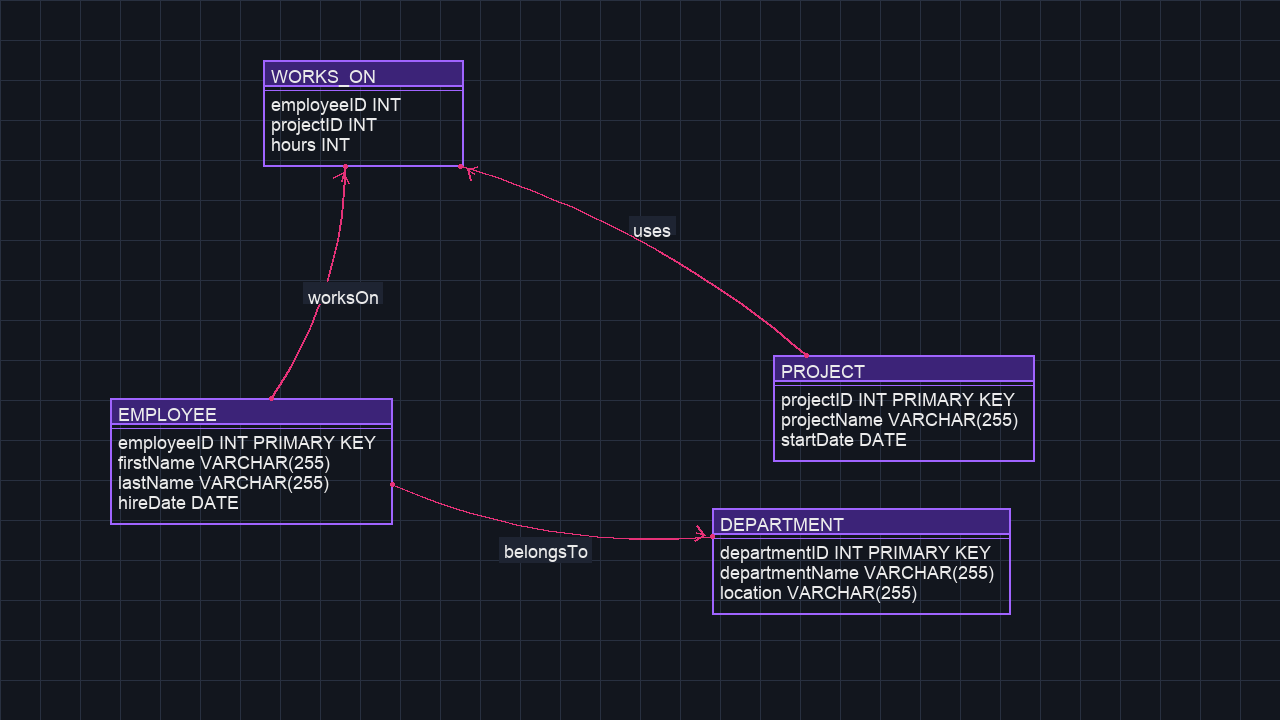 WORKS_ON
employeeID INT
projectID INT
hours INT
uses
worksOn
PROJECT
projectID INT PRIMARY KEY
projectName VARCHAR(255)
startDate DATE
EMPLOYEE
employeeID INT PRIMARY KEY
firstName VARCHAR(255)
lastName VARCHAR(255)
hireDate DATE
belongsTo
DEPARTMENT
departmentID INT PRIMARY KEY
departmentName VARCHAR(255)
location VARCHAR(255)